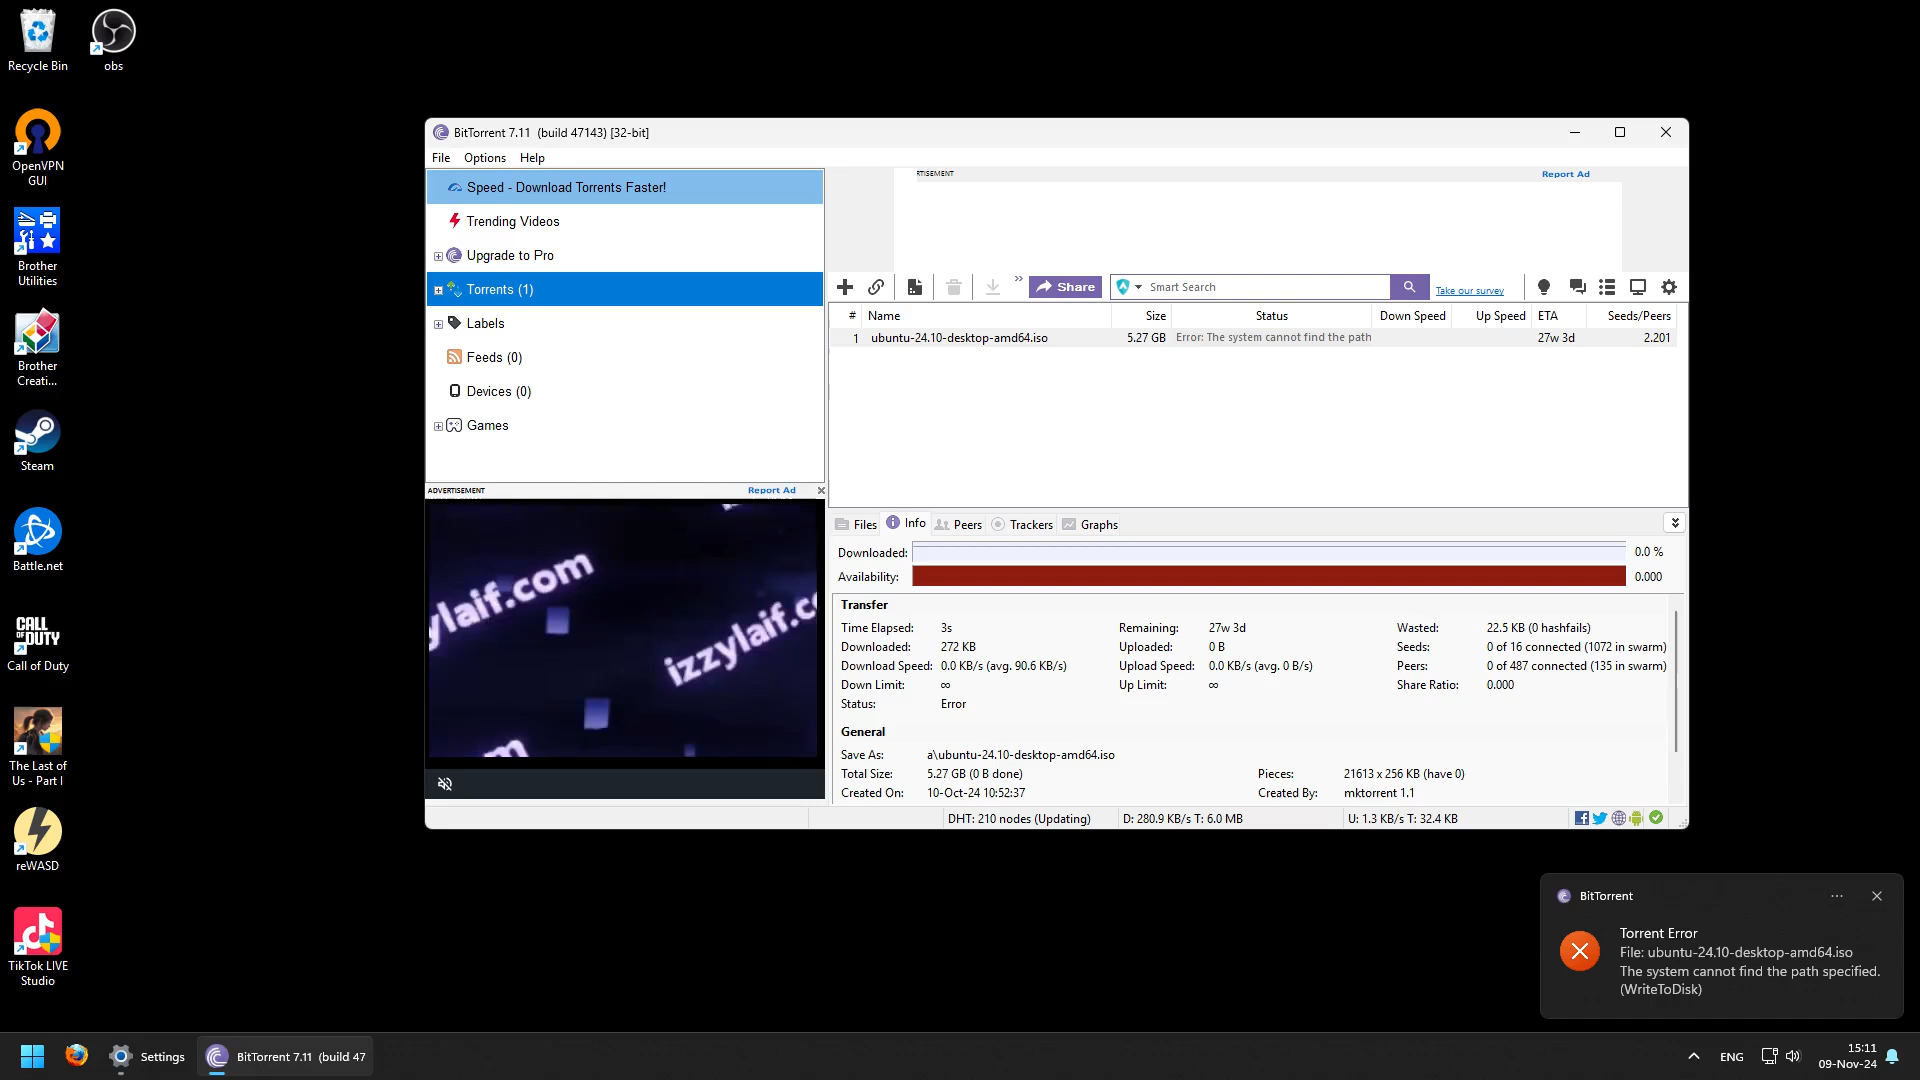 Recycle Bin
obs
OpenVPN
GUI
Brother
Utilities
Brother
Creati...
Steam
Battle.net
CALL OF DUTY
Call of Duty
The Last of
Us - Part I
reWASD
TikTok LIVE
Studio
BitTorrent 7.11 (build 47143) [32-bit]
File Options Help
Speed - Download Torrents Faster!
Trending Videos
Upgrade to Pro
Torrents (1)
Labels
Feeds (0)
Devices (0)
Games
ADVERTISEMENT Report Ad
ylaif.com
izzylaif.c
m
RTISEMENT Report Ad
Share Smart Search Take our survey
# Name Size Status Down Speed Up Speed ETA Seeds/Peers
1 ubuntu-24.10-desktop-amd64.iso 5.27 GB Error: The system cannot find the path 27w 3d 2.201
Files Info Peers Trackers Graphs
Downloaded: 0.0 %
Availability: 0.000
Transfer
Time Elapsed: 3s Remaining: 27w 3d Wasted: 22.5 KB (0 hashfails)
Downloaded: 272 KB Uploaded: 0 B Seeds: 0 of 16 connected (1072 in swarm)
Download Speed: 0.0 KB/s (avg. 90.6 KB/s) Upload Speed: 0.0 KB/s (avg. 0 B/s) Peers: 0 of 487 connected (135 in swarm)
Down Limit: ∞ Up Limit: ∞ Share Ratio: 0.000
Status: Error
General
Save As: a\ubuntu-24.10-desktop-amd64.iso
Total Size: 5.27 GB (0 B done) Pieces: 21613 x 256 KB (have 0)
Created On: 10-Oct-24 10:52:37 Created By: mktorrent 1.1
DHT: 210 nodes (Updating) D: 280.9 KB/s T: 6.0 MB U: 1.3 KB/s T: 32.4 KB
BitTorrent
Torrent Error
File: ubuntu-24.10-desktop-amd64.iso
The system cannot find the path specified.
(WriteToDisk)
Settings BitTorrent 7.11 (build 47 ENG 15:11
09-Nov-24